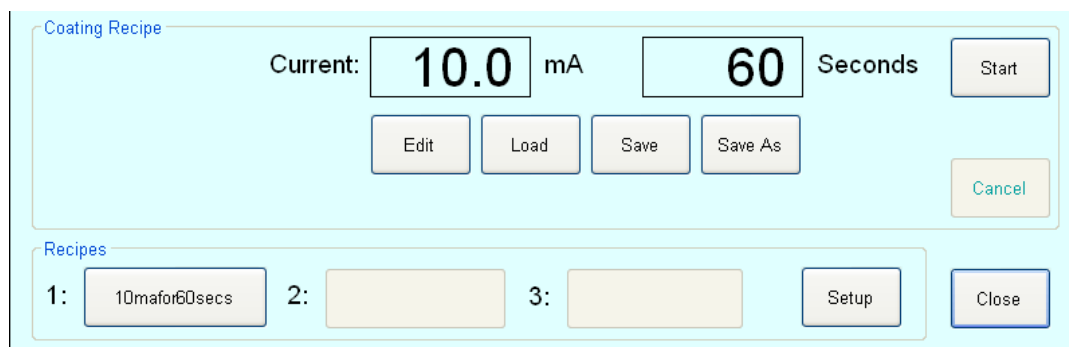 Coating Recipe
Current: 10.0 mA 60 Seconds Start
Edit Load Save Save As
Cancel
Recipes
1: 10mafor60secs 2: 3: Setup Close